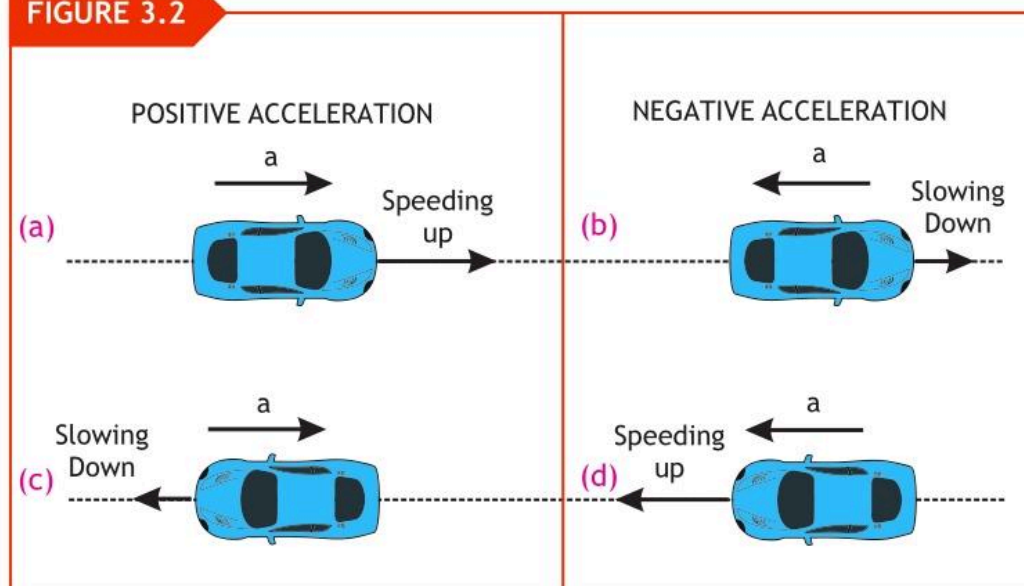 FIGURE 3.2
POSITIVE ACCELERATION
a
Speeding
up
(a)
NEGATIVE ACCELERATION
a
Slowing
Down
(b)
a
Slowing
Down
(c)
a
Speeding
up
(d)